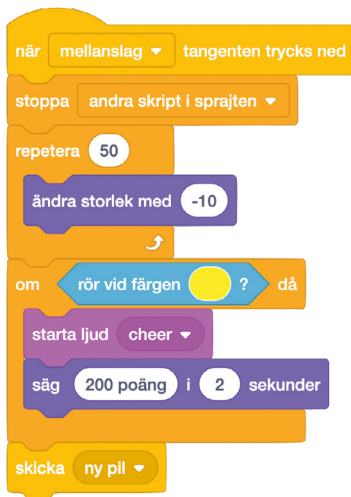 när mellanslag tangenten trycks ned
stoppa andra skript i sprajten
repetera 50
ändra storlek med -10
om rör vid färgen ? då
starta ljud cheer
säg 200 poäng i 2 sekunder
skicka ny pil